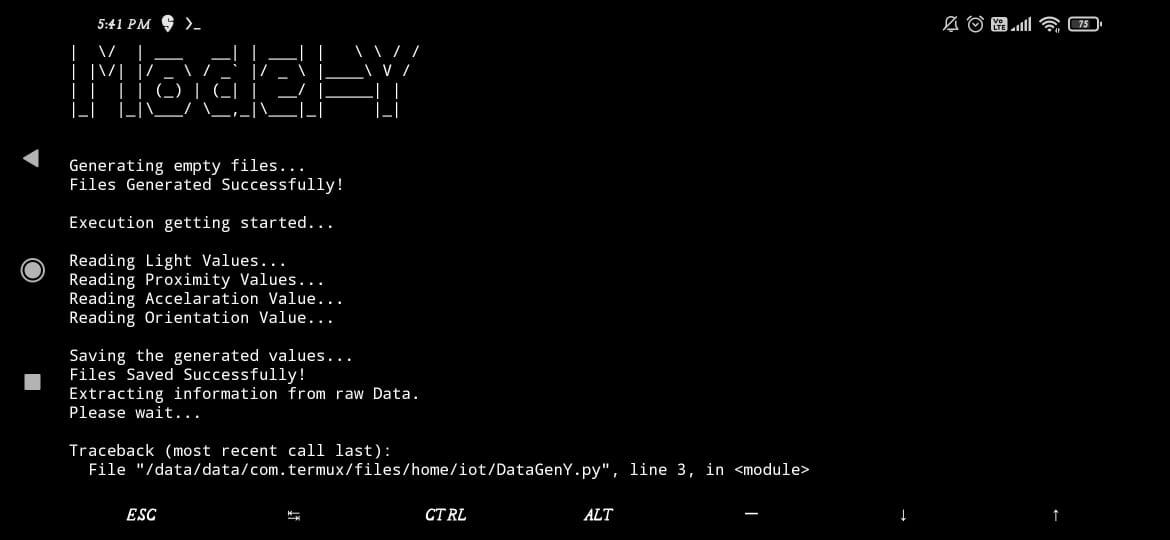 5:41 PM
Vo LTE
75
Model-Y
Generating empty files...
Files Generated Successfully!
Execution getting started...
Reading Light Values...
Reading Proximity Values...
Reading Accelaration Value...
Reading Orientation Value...
Saving the generated values...
Files Saved Successfully!
Extracting information from raw Data.
Please wait...
Traceback (most recent call last):
File "/data/data/com.termux/files/home/iot/DataGenY.py", line 3, in <module>
ESC ↹ CTRL ALT — ↓ ↑